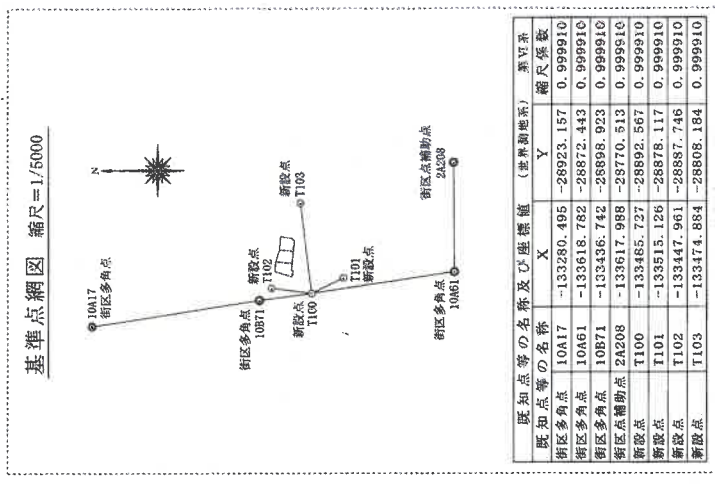 基準点網図 縮尺=1/5000
N
10A17
街区多角点
街区多角点
10B71
新設点
T102
新設点
T103
新設点
T100
T101
新設点
街区多角点
10A61
街区点補助点
2A208
既知点等の名称及び座標値 (世界測地系) 第Ⅵ系
既知点等の名称 X Y 縮尺係数
街区多角点 10A17 -133280.495 -28923.157 0.999910
街区多角点 10A61 -133618.782 -28872.443 0.999910
街区多角点 10B71 -133436.742 -28898.923 0.999910
街区点補助点 2A208 -133617.988 -28770.513 0.999910
新設点 T100 -133485.727 -28892.567 0.999910
新設点 T101 -133515.126 -28878.117 0.999910
新設点 T102 -133447.961 -28887.746 0.999910
新設点 T103 -133474.884 -28808.184 0.999910